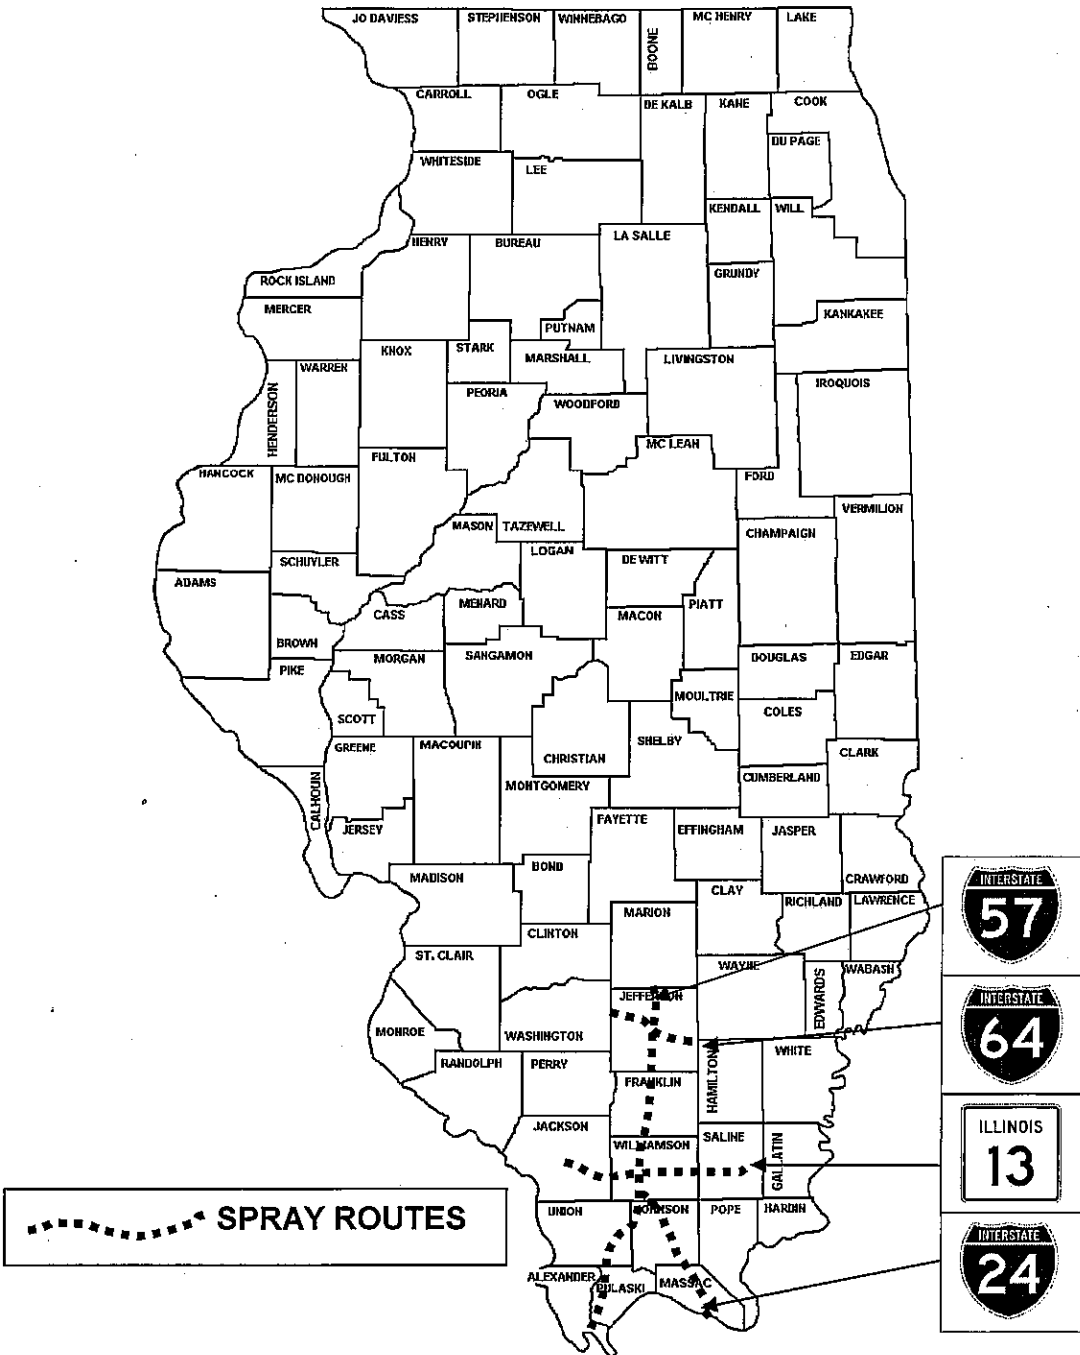 JO DAVIESS
STEPHENSON
WINNEBAGO
BOONE
MC HENRY
LAKE
CARROLL
OGLE
DE KALB
KANE
COOK
DU PAGE
WHITESIDE
LEE
KENDALL
WILL
HENRY
BUREAU
LA SALLE
GRUNDY
ROCK ISLAND
MERCER
PUTNAM
KANKAKEE
KNOX
STARK
MARSHALL
LIVINGSTON
HENDERSON
WARREN
PEORIA
WOODFORD
IROQUOIS
HANCOCK
MC DONOUGH
FULTON
MC LEAN
FORD
VERMILION
MASON
TAZEWELL
CHAMPAIGN
LOGAN
DE WITT
SCHUYLER
ADAMS
CASS
MENARD
MACON
PIATT
BROWN
PIKE
MORGAN
SANGAMON
DOUGLAS
EDGAR
MOULTRIE
SCOTT
COLES
GREENE
MACOUPIN
CHRISTIAN
SHELBY
CLARK
CALHOUN
MONTGOMERY
CUMBERLAND
JERSEY
FAYETTE
EFFINGHAM
JASPER
MADISON
BOND
CLAY
CRAWFORD
RICHLAND
LAWRENCE
INTERSTATE
57
MARION
CLINTON
ST. CLAIR
WAYNE
EDWARDS
WABASH
JEFFERSON
INTERSTATE
64
MONROE
WASHINGTON
RANDOLPH
PERRY
HAMILTON
WHITE
FRANKLIN
JACKSON
WILLIAMSON
SALINE
GALLATIN
ILLINOIS
13
UNION
JOHNSON
POPE
HARDIN
SPRAY ROUTES
INTERSTATE
24
ALEXANDER
PULASKI
MASSAC